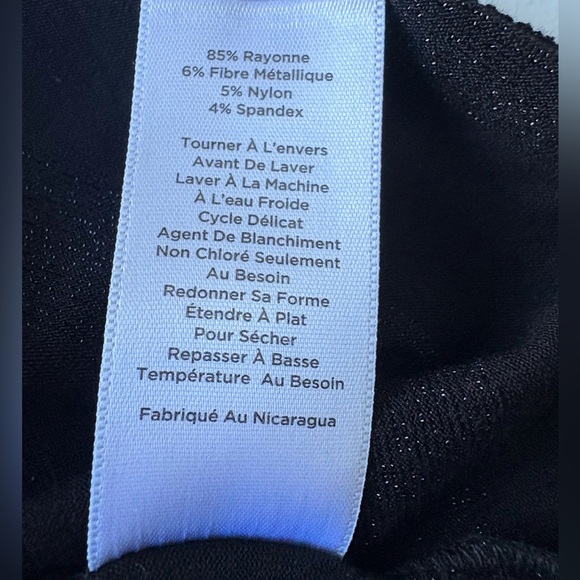 85% Rayonne
6% Fibre Métallique
5% Nylon
4% Spandex
Tourner À L'envers
Avant De Laver
Laver À La Machine
À L'eau Froide
Cycle Délicat
Agent De Blanchiment
Non Chloré Seulement
Au Besoin
Redonner Sa Forme
Étendre À Plat
Pour Sécher
Repasser À Basse
Température Au Besoin
Fabriqué Au Nicaragua